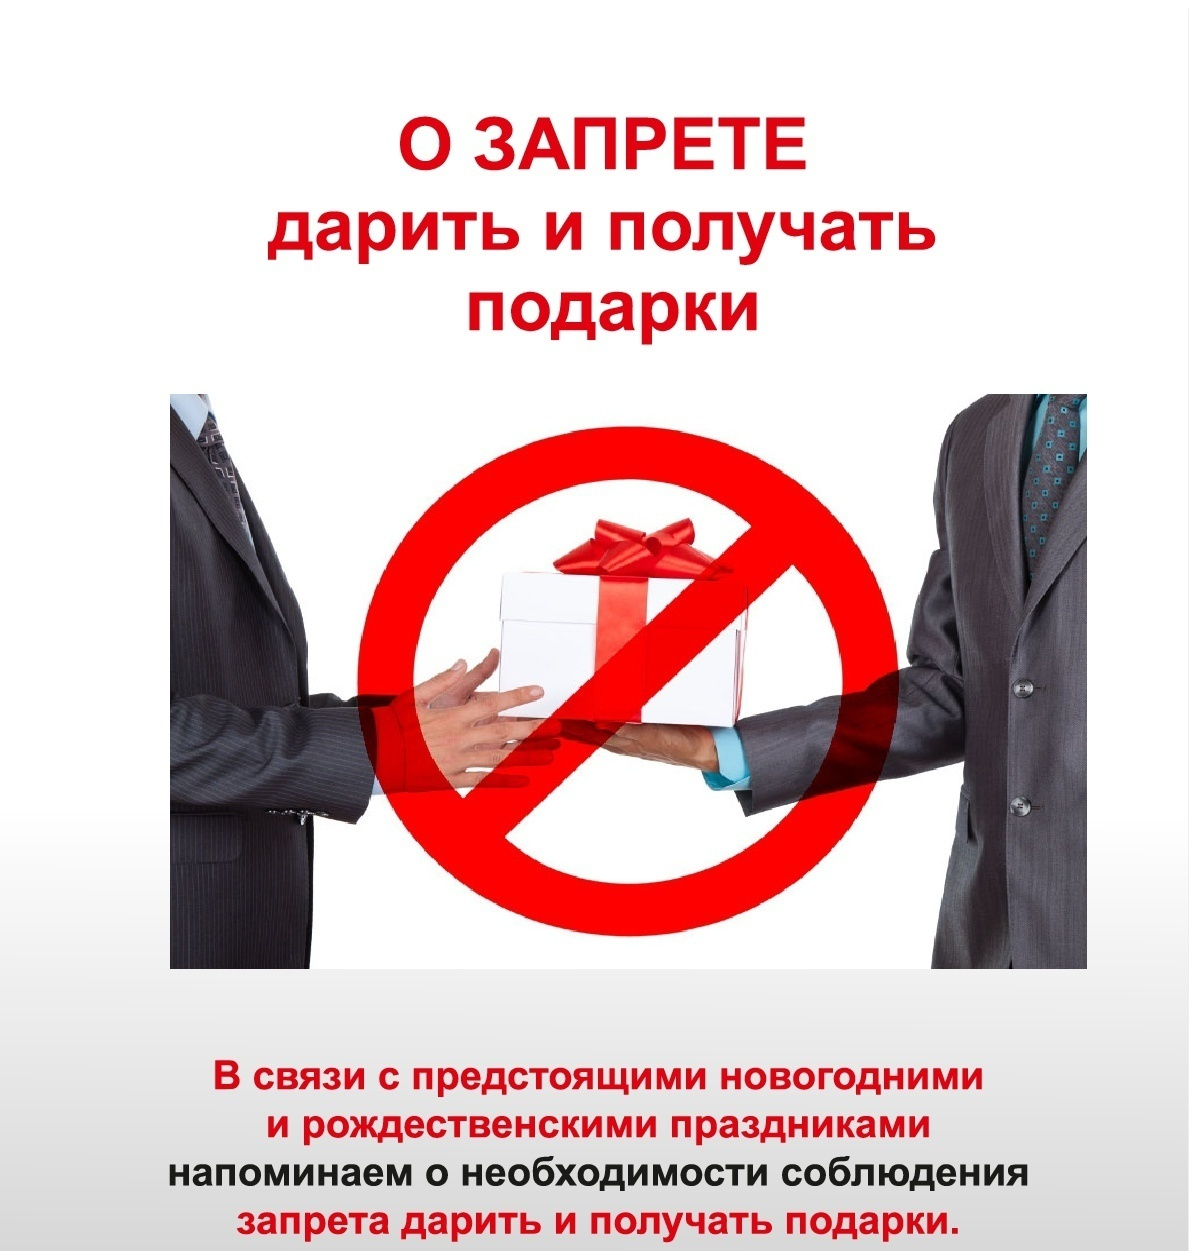 О ЗАПРЕТЕ
дарить и получать
подарки
В связи с предстоящими новогодними
и рождественскими праздниками
напоминаем о необходимости соблюдения
запрета дарить и получать подарки.